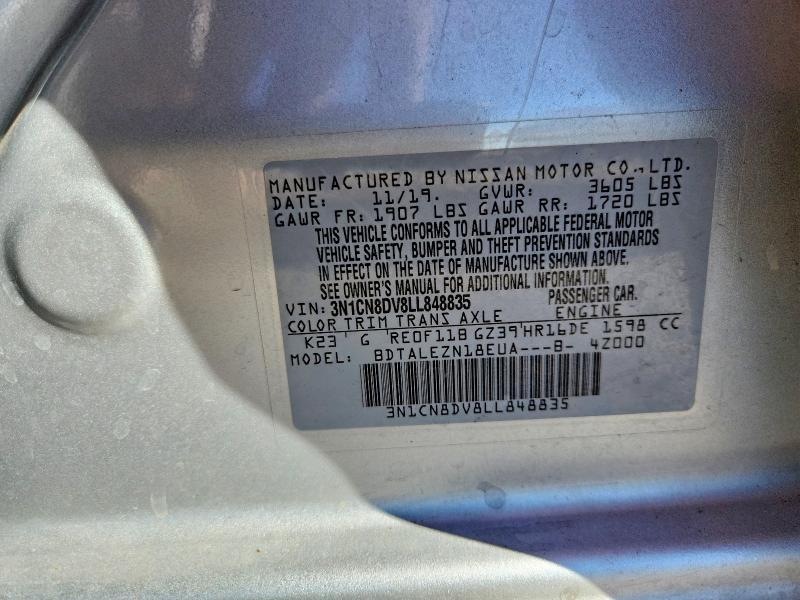 MANUFACTURED BY NISSAN MOTOR CO., LTD.
DATE: 11/19. GVWR: 3605 LBS
GAWR FR: 1907 LBS GAWR RR: 1720 LBS
THIS VEHICLE CONFORMS TO ALL APPLICABLE FEDERAL MOTOR
VEHICLE SAFETY, BUMPER AND THEFT PREVENTION STANDARDS
IN EFFECT ON THE DATE OF MANUFACTURE SHOWN ABOVE.
SEE OWNER'S MANUAL FOR ADDITIONAL INFORMATION.
VIN: 3N1CN8DV8LL848835 PASSENGER CAR.
COLOR TRIM TRANS AXLE ENGINE
K23 G RE0F11B GZ39 HR16DE 1598 CC
MODEL: BDTALEZN18EUA---B- 4Z000
3N1CN8DV8LL848835